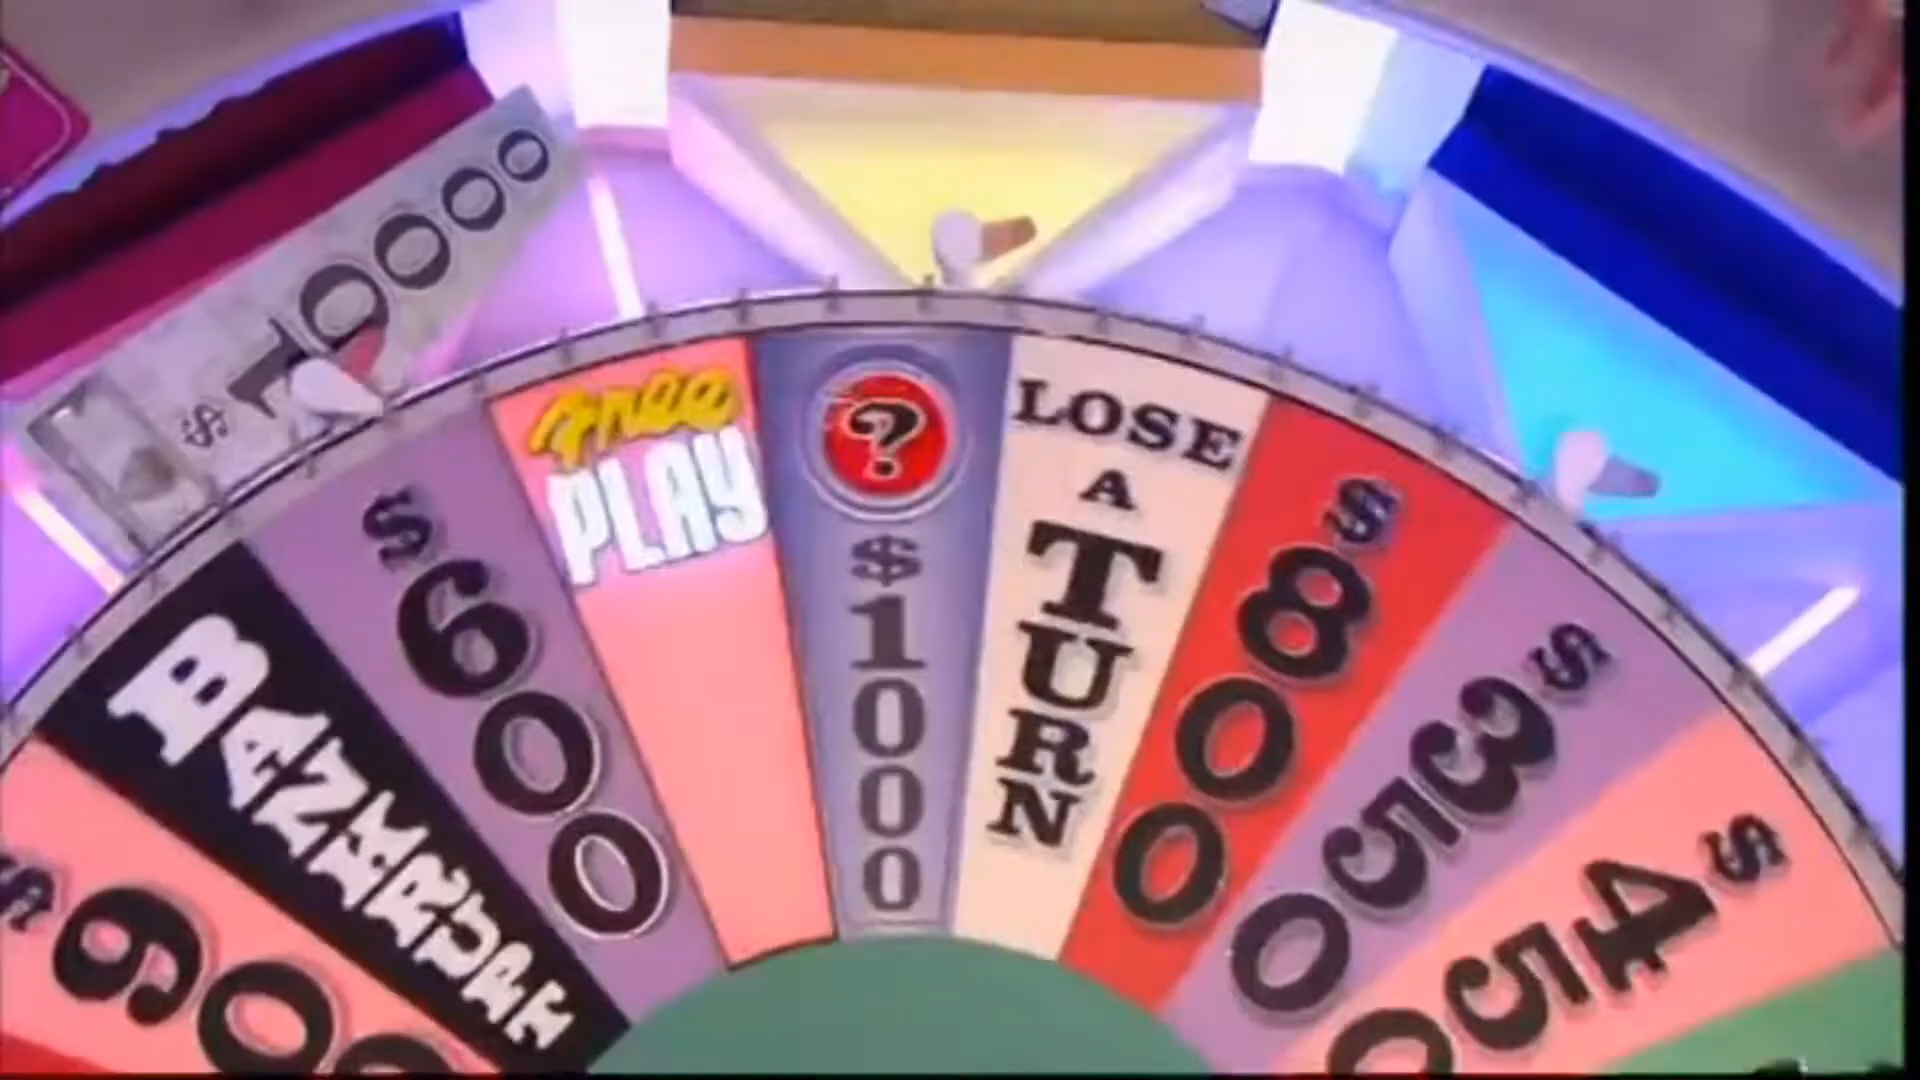 $10000
BANKRUPT
$600
Free
PLAY
?
$1000
LOSE
A
TURN
$800
$350
$450